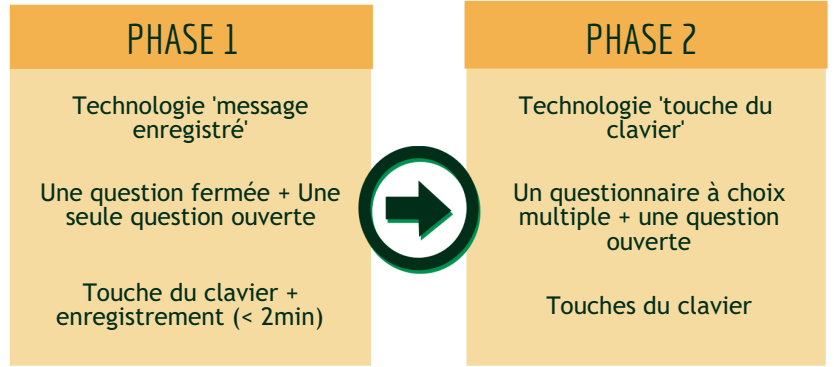 PHASE 1
Technologie 'message
enregistré'
Une question fermée + Une
seule question ouverte
Touche du clavier +
enregistrement (< 2min)
PHASE 2
Technologie 'touche du
clavier'
Un questionnaire à choix
multiple + une question
ouverte
Touches du clavier